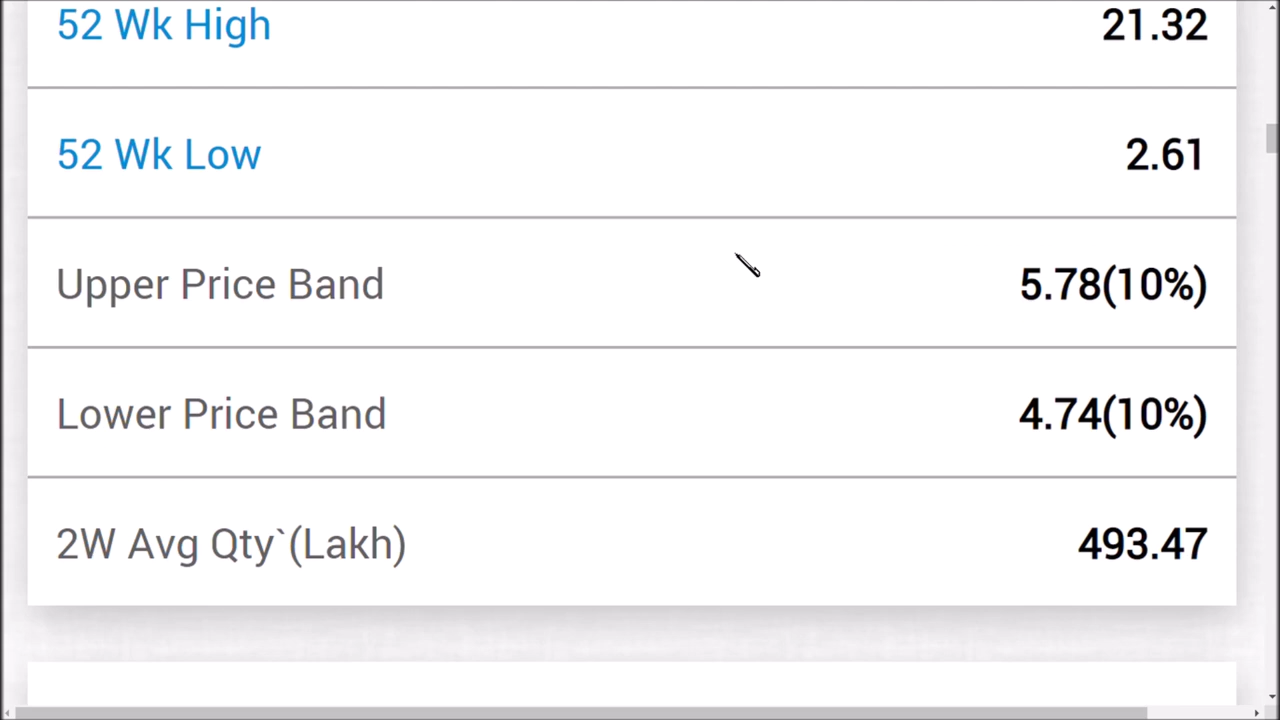 52 Wk High 21.32
52 Wk Low 2.61
Upper Price Band 5.78(10%)
Lower Price Band 4.74(10%)
2W Avg Qty`(Lakh) 493.47